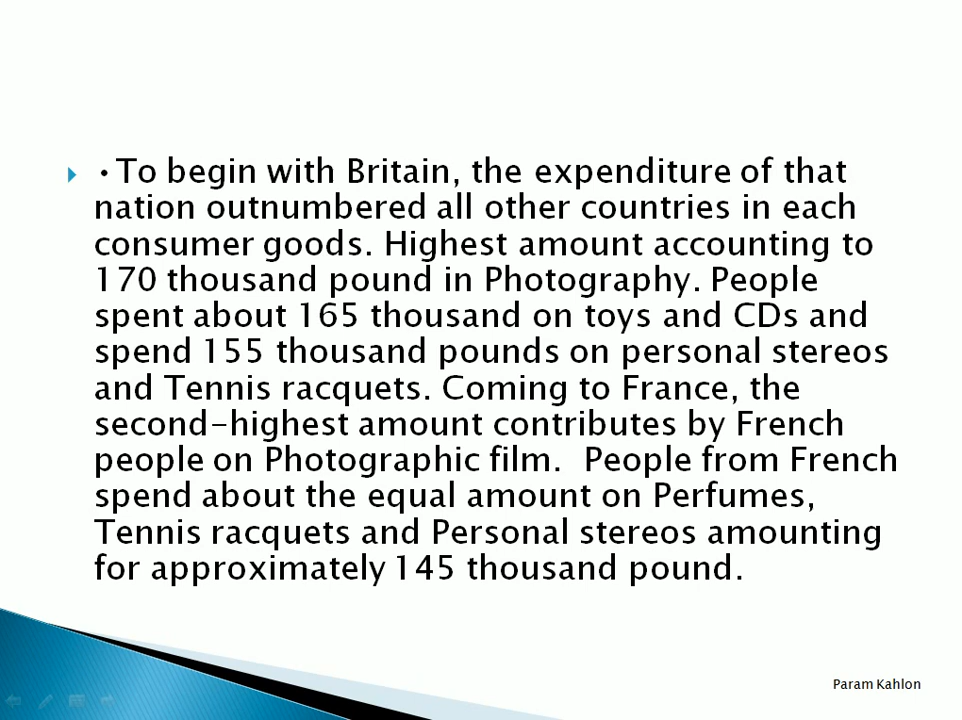 •To begin with Britain, the expenditure of that
nation outnumbered all other countries in each
consumer goods. Highest amount accounting to
170 thousand pound in Photography. People
spent about 165 thousand on toys and CDs and
spend 155 thousand pounds on personal stereos
and Tennis racquets. Coming to France, the
second-highest amount contributes by French
people on Photographic film.  People from French
spend about the equal amount on Perfumes,
Tennis racquets and Personal stereos amounting
for approximately 145 thousand pound.
Param Kahlon